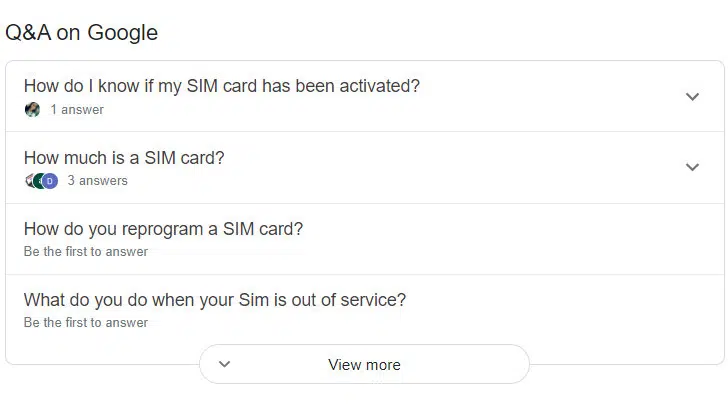 Q&A on Google
How do I know if my SIM card has been activated?
1 answer
How much is a SIM card?
D
3 answers
How do you reprogram a SIM card?
Be the first to answer
What do you do when your Sim is out of service?
Be the first to answer
View more